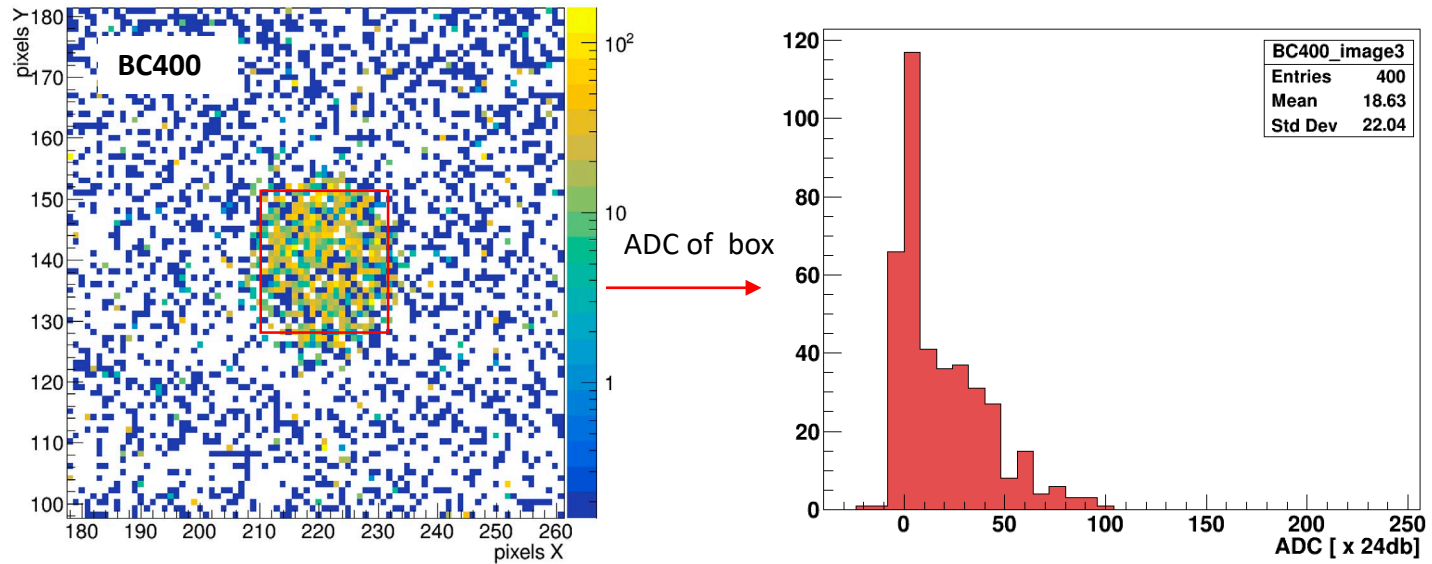 pixels Y
180
170
160
150
140
130
120
110
100
BC400
180 190 200 210 220 230 240 250 260
pixels X
10²
10
1
ADC of box
120
100
80
60
40
20
0
BC400_image3
Entries 400
Mean 18.63
Std Dev 22.04
0 50 100 150 200 250
ADC [ x 24db]